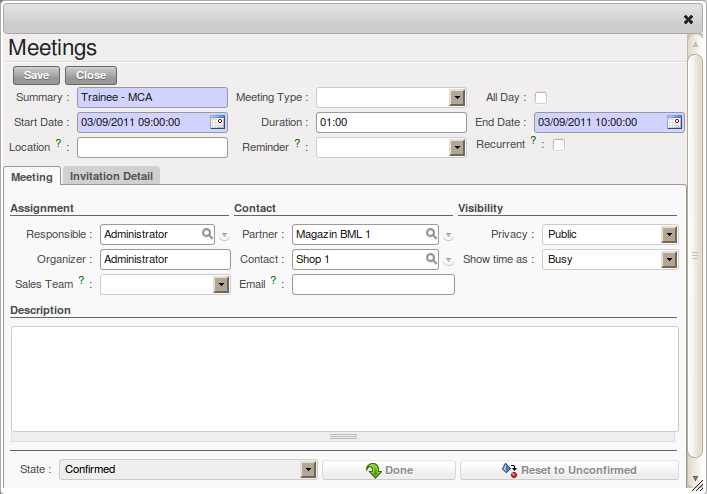 Meetings
Save Close
Summary : Trainee - MCA Meeting Type : All Day :
Start Date : 03/09/2011 09:00:00 Duration : 01:00 End Date : 03/09/2011 10:00:00
Location ? : Reminder ? : Recurrent ? :
Meeting Invitation Detail
Assignment Contact Visibility
Responsible : Administrator Partner : Magazin BML 1 Privacy : Public
Organizer : Administrator Contact : Shop 1 Show time as : Busy
Sales Team ? : Email ? :
Description
State : Confirmed Done Reset to Unconfirmed